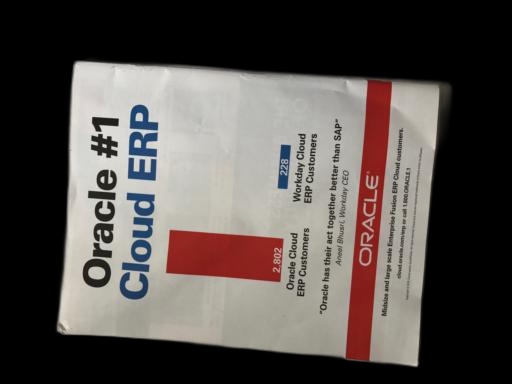 Oracle #1
Cloud ERP
2,802
228
Oracle Cloud
ERP Customers
Workday Cloud
ERP Customers
"Oracle has their act together better than SAP"
Aneel Bhusri, Workday CEO
ORACLE®
Midsize and large scale Enterprise Fusion ERP Cloud customers.
cloud.oracle.com/erp or call 1.800.ORACLE.1